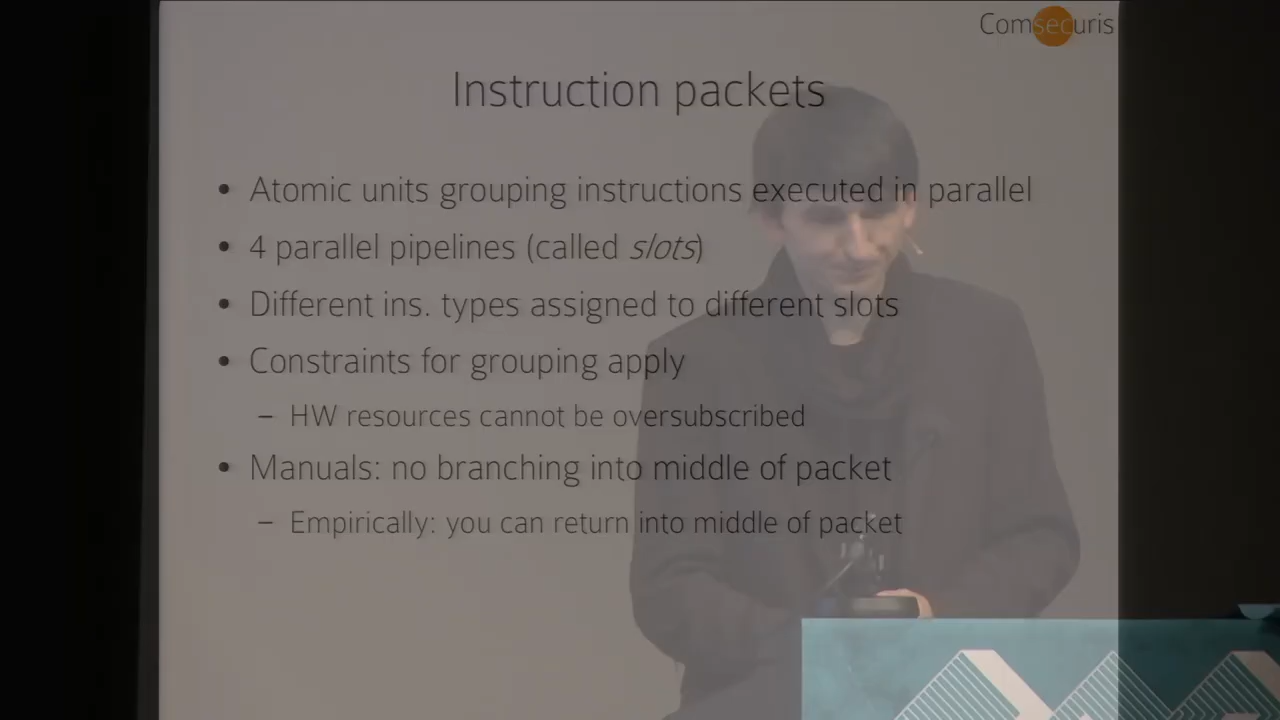 Comsecuris
Instruction packets
• Atomic units grouping instructions executed in parallel
• 4 parallel pipelines (called slots)
• Different ins. types assigned to different slots
• Constraints for grouping apply
– HW resources cannot be oversubscribed
• Manuals: no branching into middle of packet
– Empirically: you can return into middle of packet